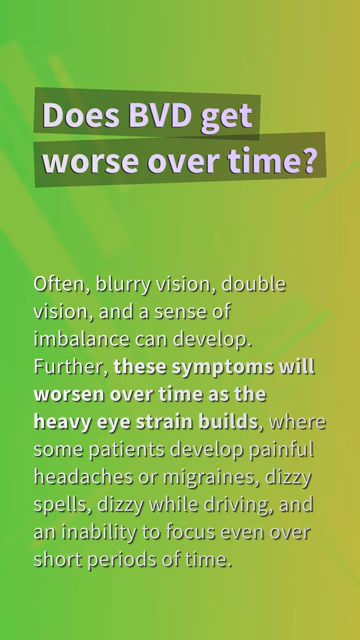 Does BVD get
worse over time?
Often, blurry vision, double
vision, and a sense of
imbalance can develop.
Further, these symptoms will
worsen over time as the
heavy eye strain builds, where
some patients develop painful
headaches or migraines, dizzy
spells, dizzy while driving, and
an inability to focus even over
short periods of time.